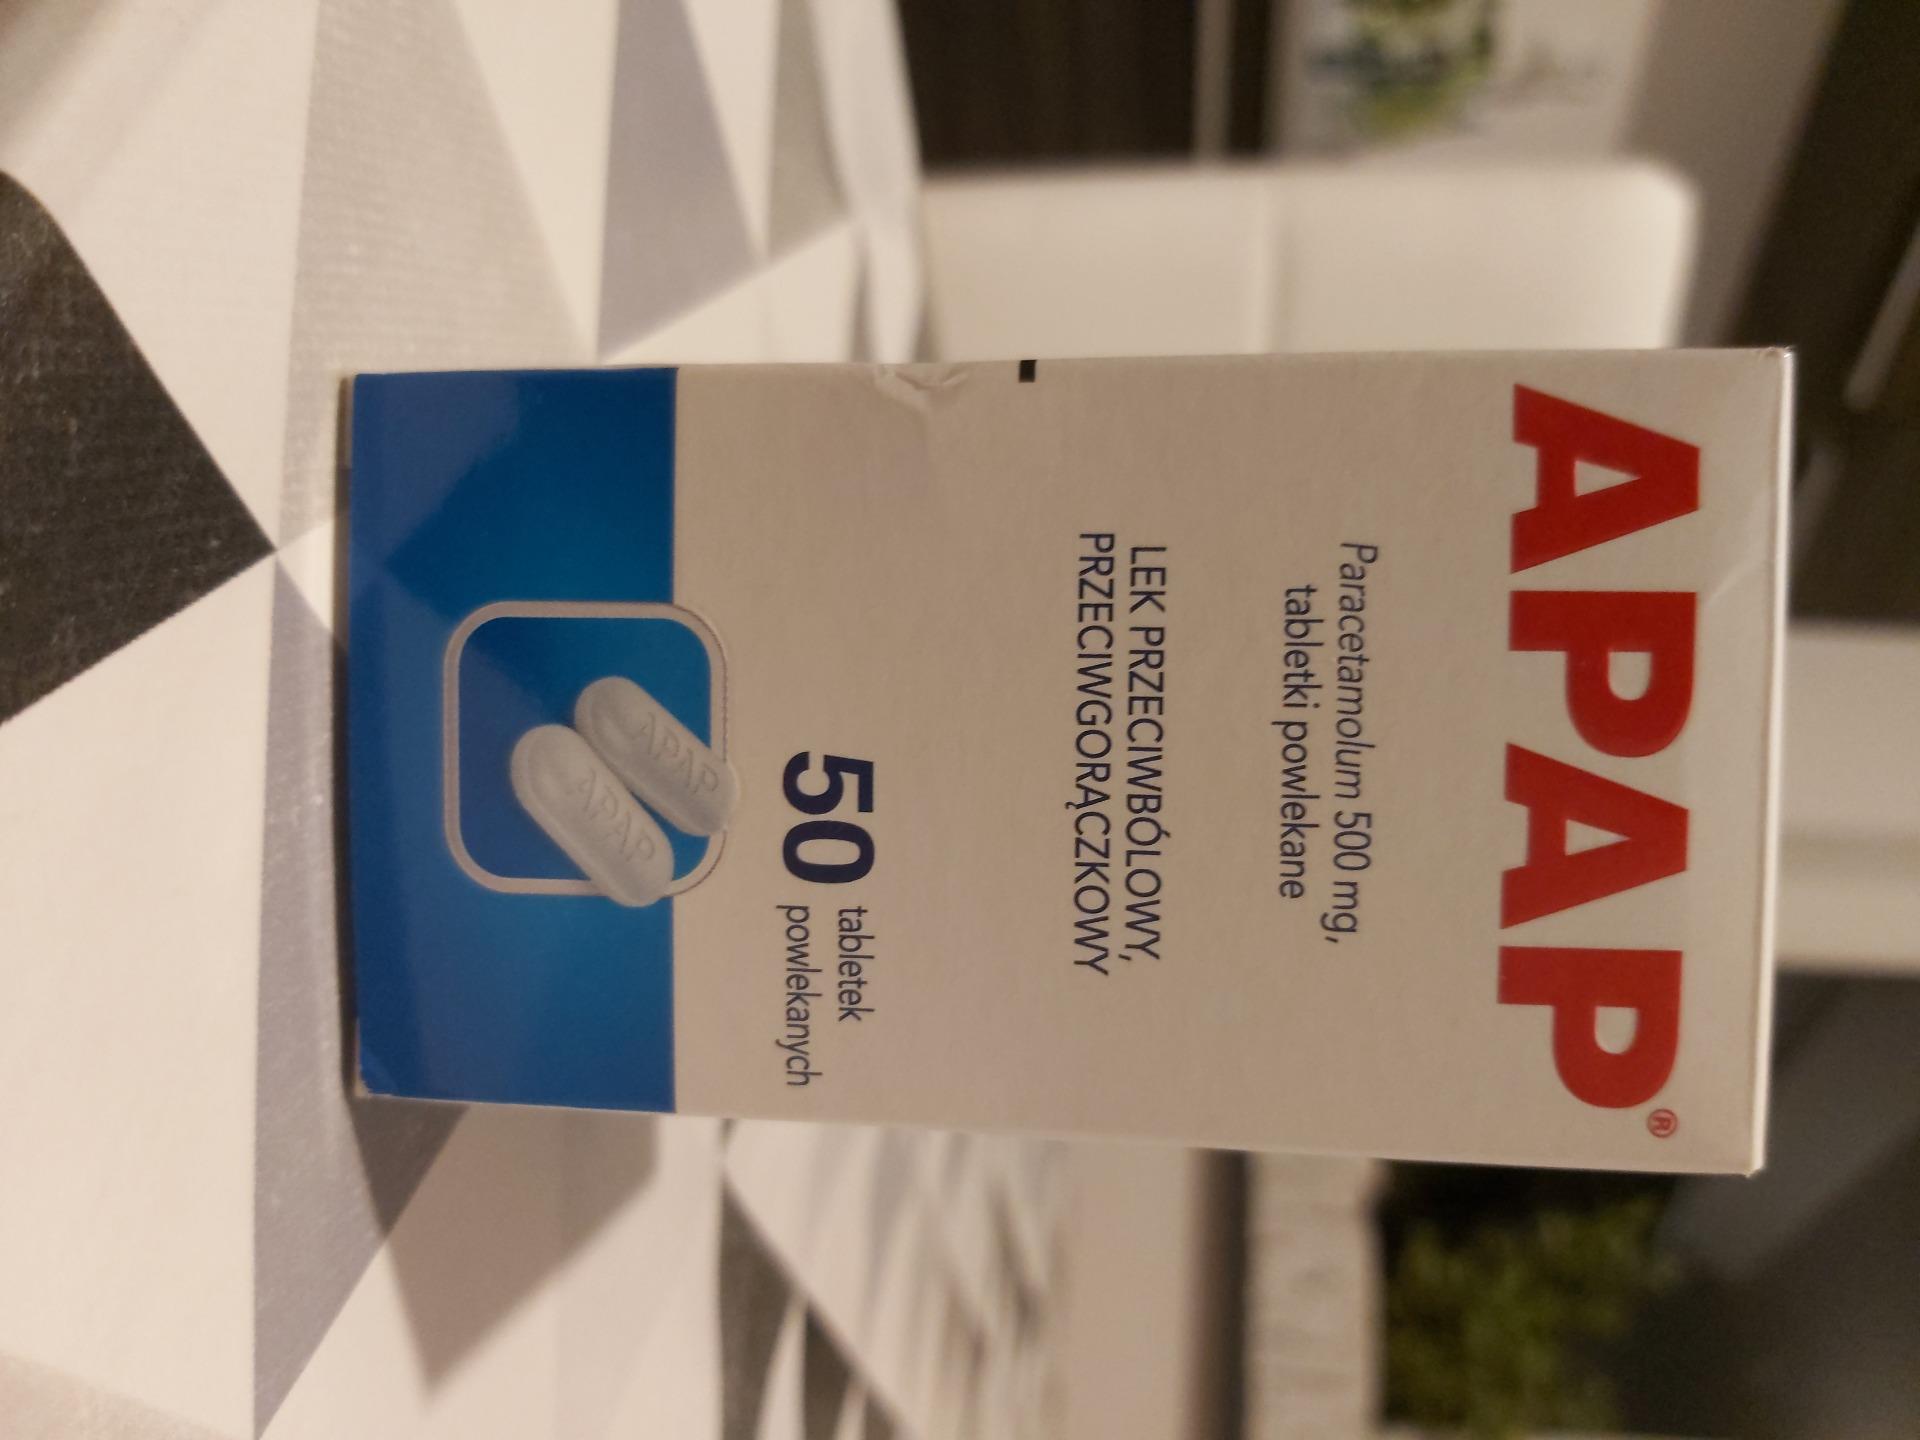 APAP®
Paracetamolum 500 mg,
tabletki powlekane
LEK PRZECIWBÓLOWY,
PRZECIWGORĄCZKOWY
50 tabletek
powlekanych
APAP
APAP